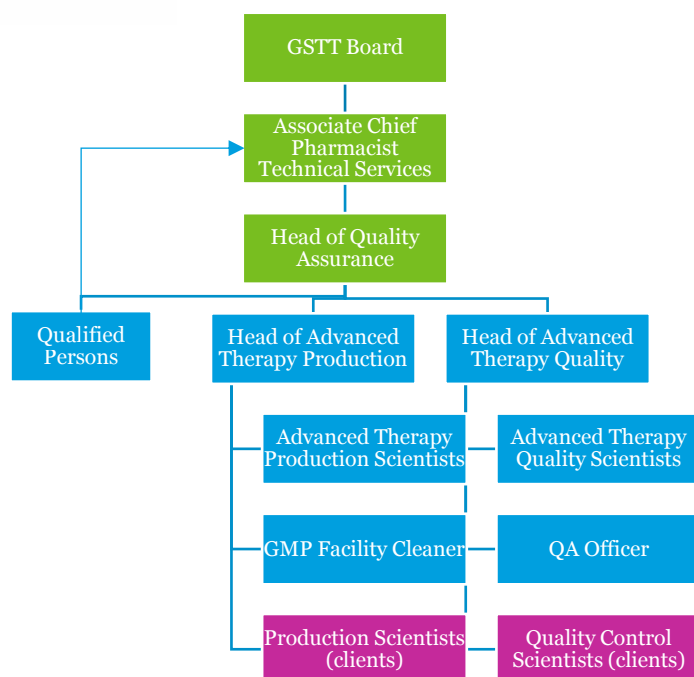 GSTT Board
Associate Chief
Pharmacist
Technical Services
Head of Quality
Assurance
Qualified
Persons
Head of Advanced
Therapy Production
Head of Advanced
Therapy Quality
Advanced Therapy
Production Scientists
Advanced Therapy
Quality Scientists
GMP Facility Cleaner
QA Officer
Production Scientists
(clients)
Quality Control
Scientists (clients)